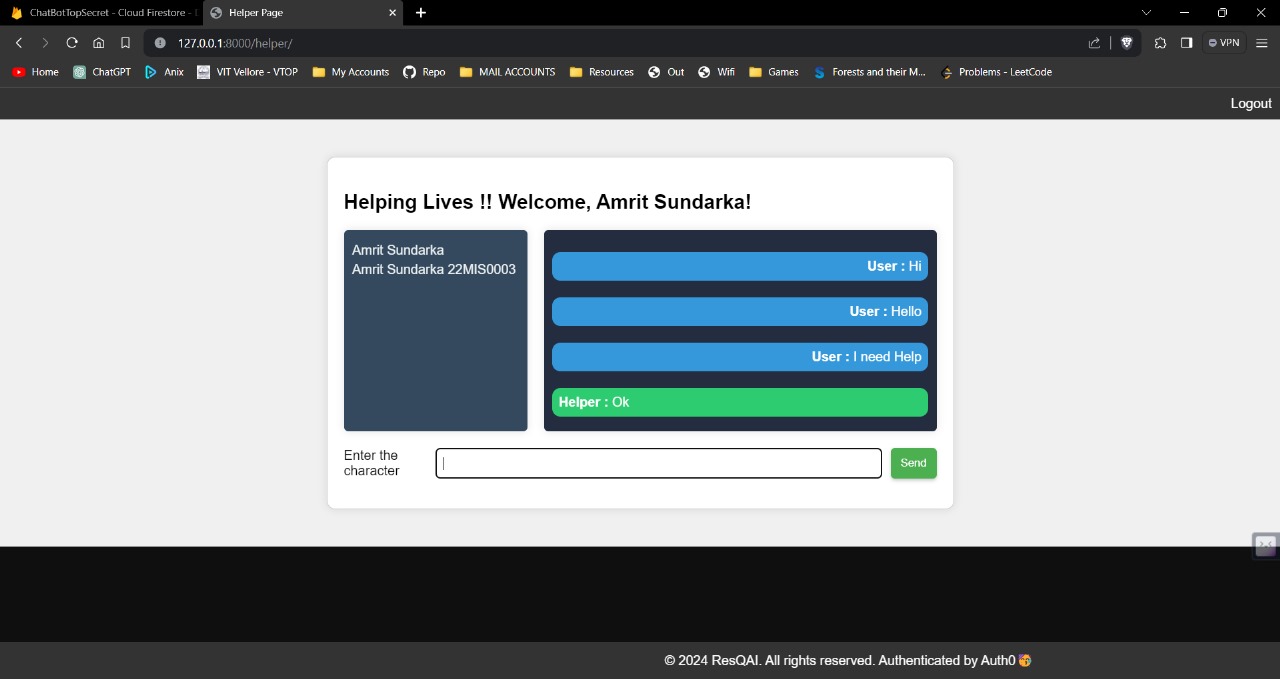 ChatBotTopSecret - Cloud Firestore -
Helper Page
127.0.0.1:8000/helper/
VPN
Home ChatGPT Anix VIT Vellore - VTOP My Accounts Repo MAIL ACCOUNTS Resources Out Wifi Games Forests and their M... Problems - LeetCode
Logout
Helping Lives !! Welcome, Amrit Sundarka!
Amrit Sundarka
Amrit Sundarka 22MIS0003
User : Hi
User : Hello
User : I need Help
Helper : Ok
Enter the
character
Send
© 2024 ResQAI. All rights reserved. Authenticated by Auth0